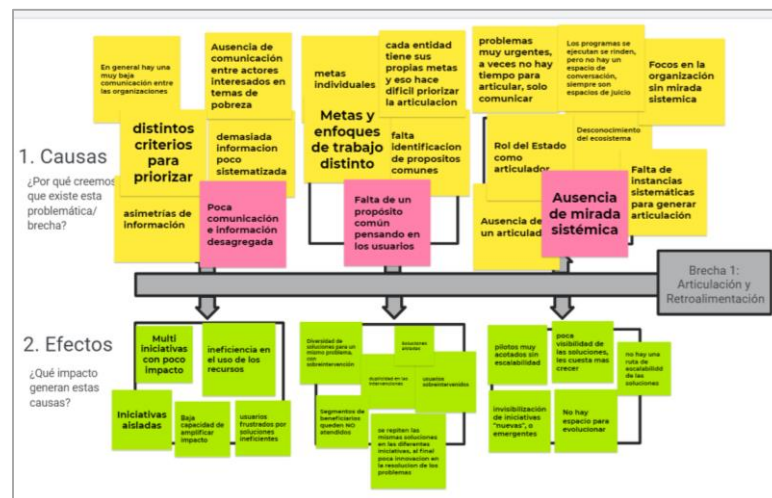 En general hay una
muy baja
comunicación entre
las organizaciones
Ausencia de
comunicación
entre actores
interesados en
temas de
pobreza
distintos
criterios para
priorizar
demasiada
informacion
poco
sistematizada
asimetrías de
información
Poca
comunicación e
información
desagregada
metas
individuales
cada entidad
tiene sus
propias metas
y eso hace
dificil priorizar
la articulacion
Metas y
enfoques de
trabajo
distinto
falta
identificacion
de propositos
comunes
Falta de un
propósito
común
pensando en
los usuarios
problemas
muy urgentes,
a veces no hay
tiempo para
articular, solo
comunicar
Los programas se
ejecutan se rinden,
pero no hay un
espacio de
conversación,
siempre son
espacios de juicio
Focos en la
organización
sin mirada
sistemica
Rol del Estado
como
articulador
Desconocimiento
del ecosistema
Falta de
instancias
sistemáticas
para generar
articulación
Ausencia de
un articulador
Ausencia
de mirada
sistémica
1. Causas
¿Por qué creemos
que existe esta
problemática/
brecha?
Brecha 1:
Articulación y
Retroalimentación
2. Efectos
¿Qué impacto
generan estas
causas?
Multi
iniciativas
con poco
impacto
ineficiencia en
el uso de los
recursos
Iniciativas
aisladas
Baja
capacidad de
amplificar
impacto
usuarios
frustrados por
soluciones
ineficientes
Diversidad de
soluciones para un
mismo problema,
con
sobreintervención
Soluciones
aisladas
en las
intervenciones
usuarios
sobreintervenidos
Segmentos de
beneficiarios
queden NO
atendidos
se repiten las
mismas soluciones
en las diferentes
iniciativas, al final
poca innovacion en
la resolucion de los
problemas
pilotos muy
acotados sin
escalabilidad
poca
visibilidad de
las soluciones,
les cuesta mas
crecer
no hay una
ruta de
escalabilidd
de las
soluciones
invisibilización
de iniciativas
"nuevas", o
emergentes
No hay
espacio para
evolucionar